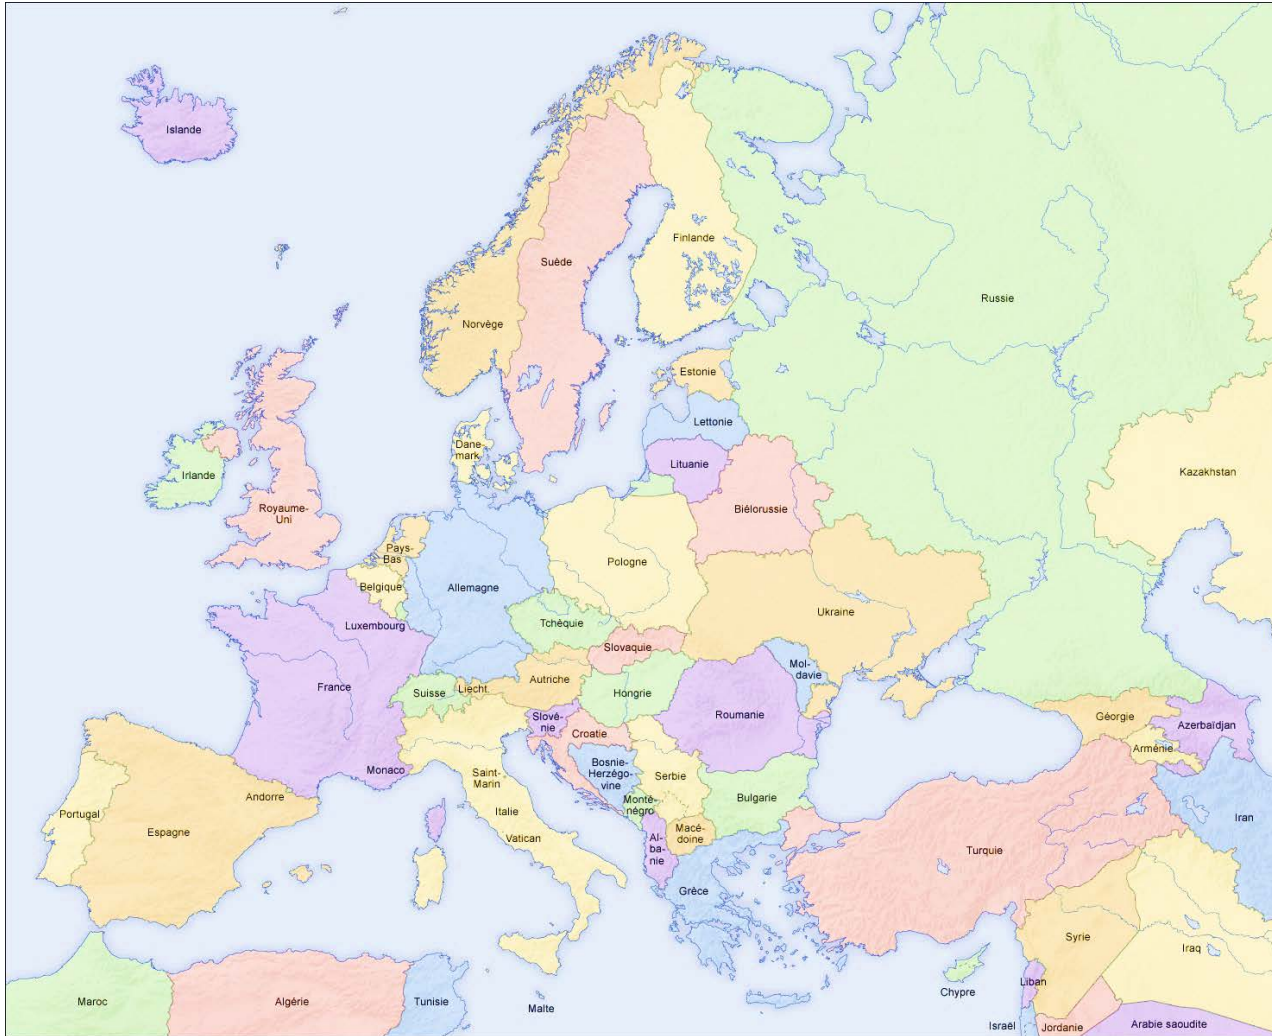 Islande
Finlande
Suède
Russie
Norvège
Estonie
Lettonie
Dane-
mark
Lituanie
Kazakhstan
Irlande
Royaume-
Uni
Biélorussie
Pays-
Bas
Pologne
Belgique
Allemagne
Ukraine
Luxembourg
Tchéquie
Slovaquie
Mol-
davie
Autriche
France
Suisse
Liecht.
Hongrie
Roumanie
Géorgie
Azerbaïdjan
Slové-
nie
Croatie
Arménie
Monaco
Bosnie-
Herzégo-
vine
Saint-
Marin
Serbie
Andorre
Bulgarie
Portugal
Italie
Monté-
négro
Iran
Espagne
Vatican
Macé-
doine
Al-
ba-
nie
Turquie
Grèce
Syrie
Iraq
Liban
Chypre
Maroc
Algérie
Tunisie
Malte
Israël
Jordanie
Arabie saoudite